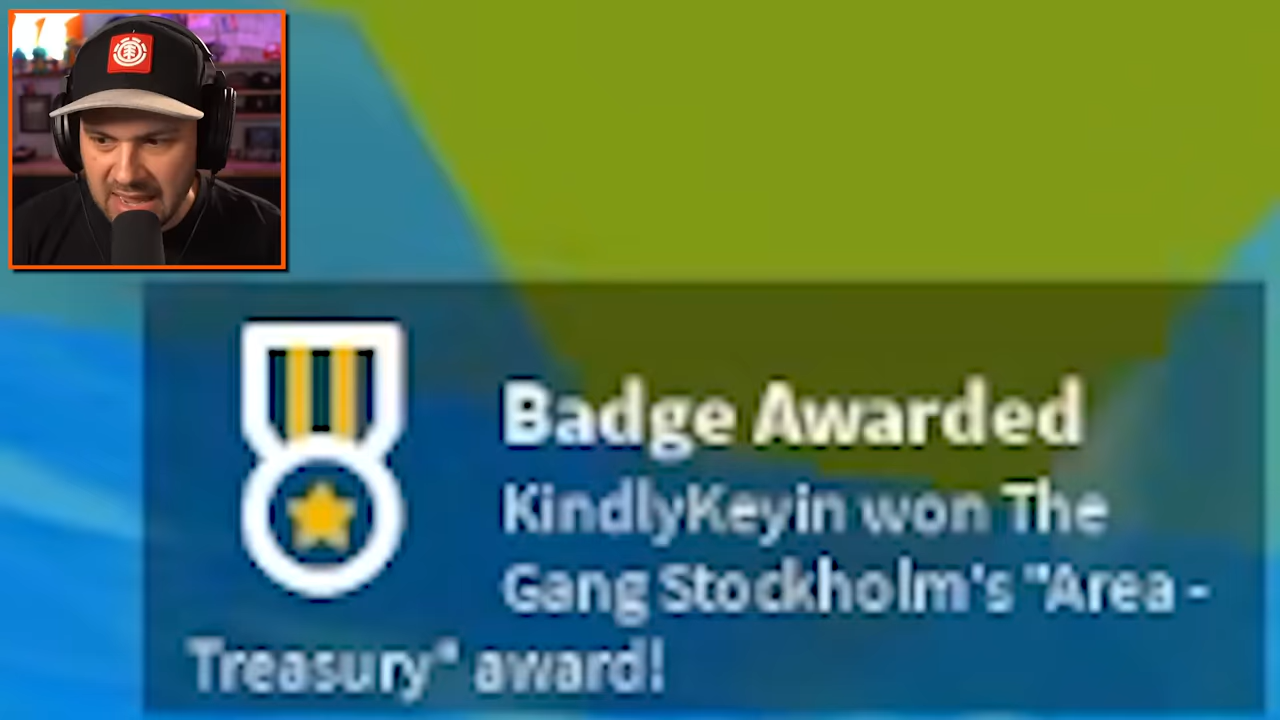 Badge Awarded
KindlyKeyin won The
Gang Stockholm's "Area -
Treasury" award!